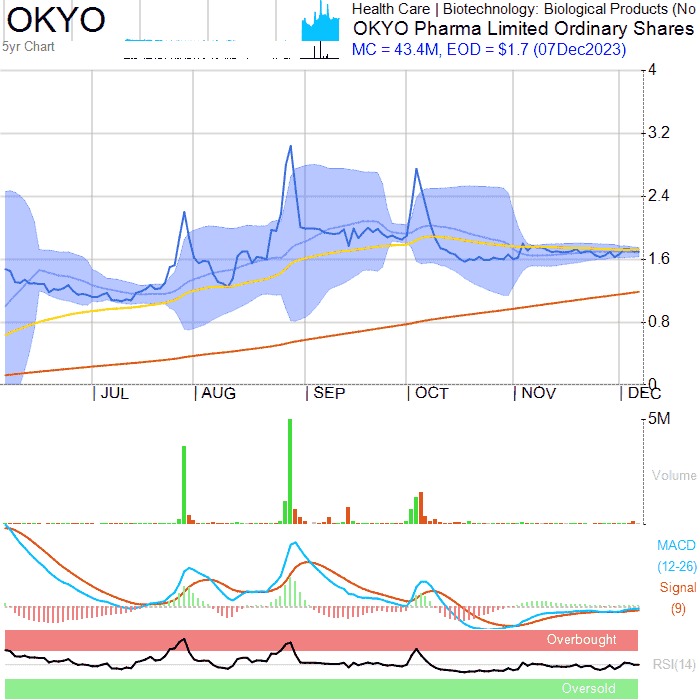 OKYO
5yr Chart
Health Care | Biotechnology: Biological Products (No
OKYO Pharma Limited Ordinary Shares
MC = 43.4M, EOD = $1.7 (07Dec2023)
4
3.2
2.4
1.6
0.8
0
JUL
AUG
SEP
OCT
NOV
DEC
5M
Volume
MACD
(12-26)
Signal
(9)
Overbought
RSI(14)
Oversold